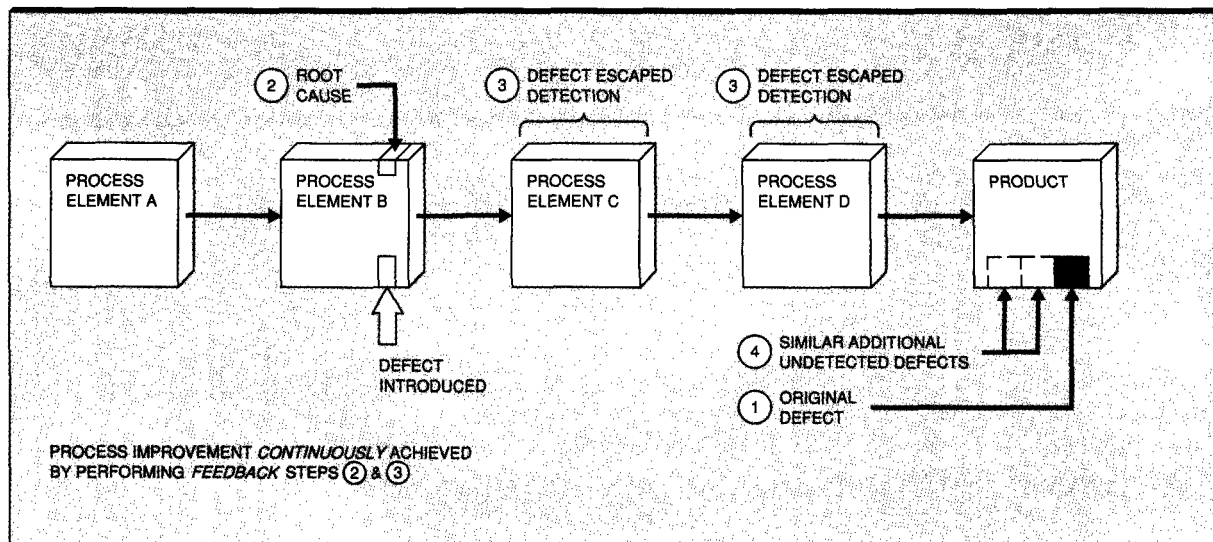 2 ROOT
CAUSE
3 DEFECT ESCAPED
DETECTION
3 DEFECT ESCAPED
DETECTION
PROCESS
ELEMENT A
PROCESS
ELEMENT B
PROCESS
ELEMENT C
PROCESS
ELEMENT D
PRODUCT
DEFECT
INTRODUCED
4 SIMILAR ADDITIONAL
UNDETECTED DEFECTS
1 ORIGINAL
DEFECT
PROCESS IMPROVEMENT CONTINUOUSLY ACHIEVED
BY PERFORMING FEEDBACK STEPS 2 & 3